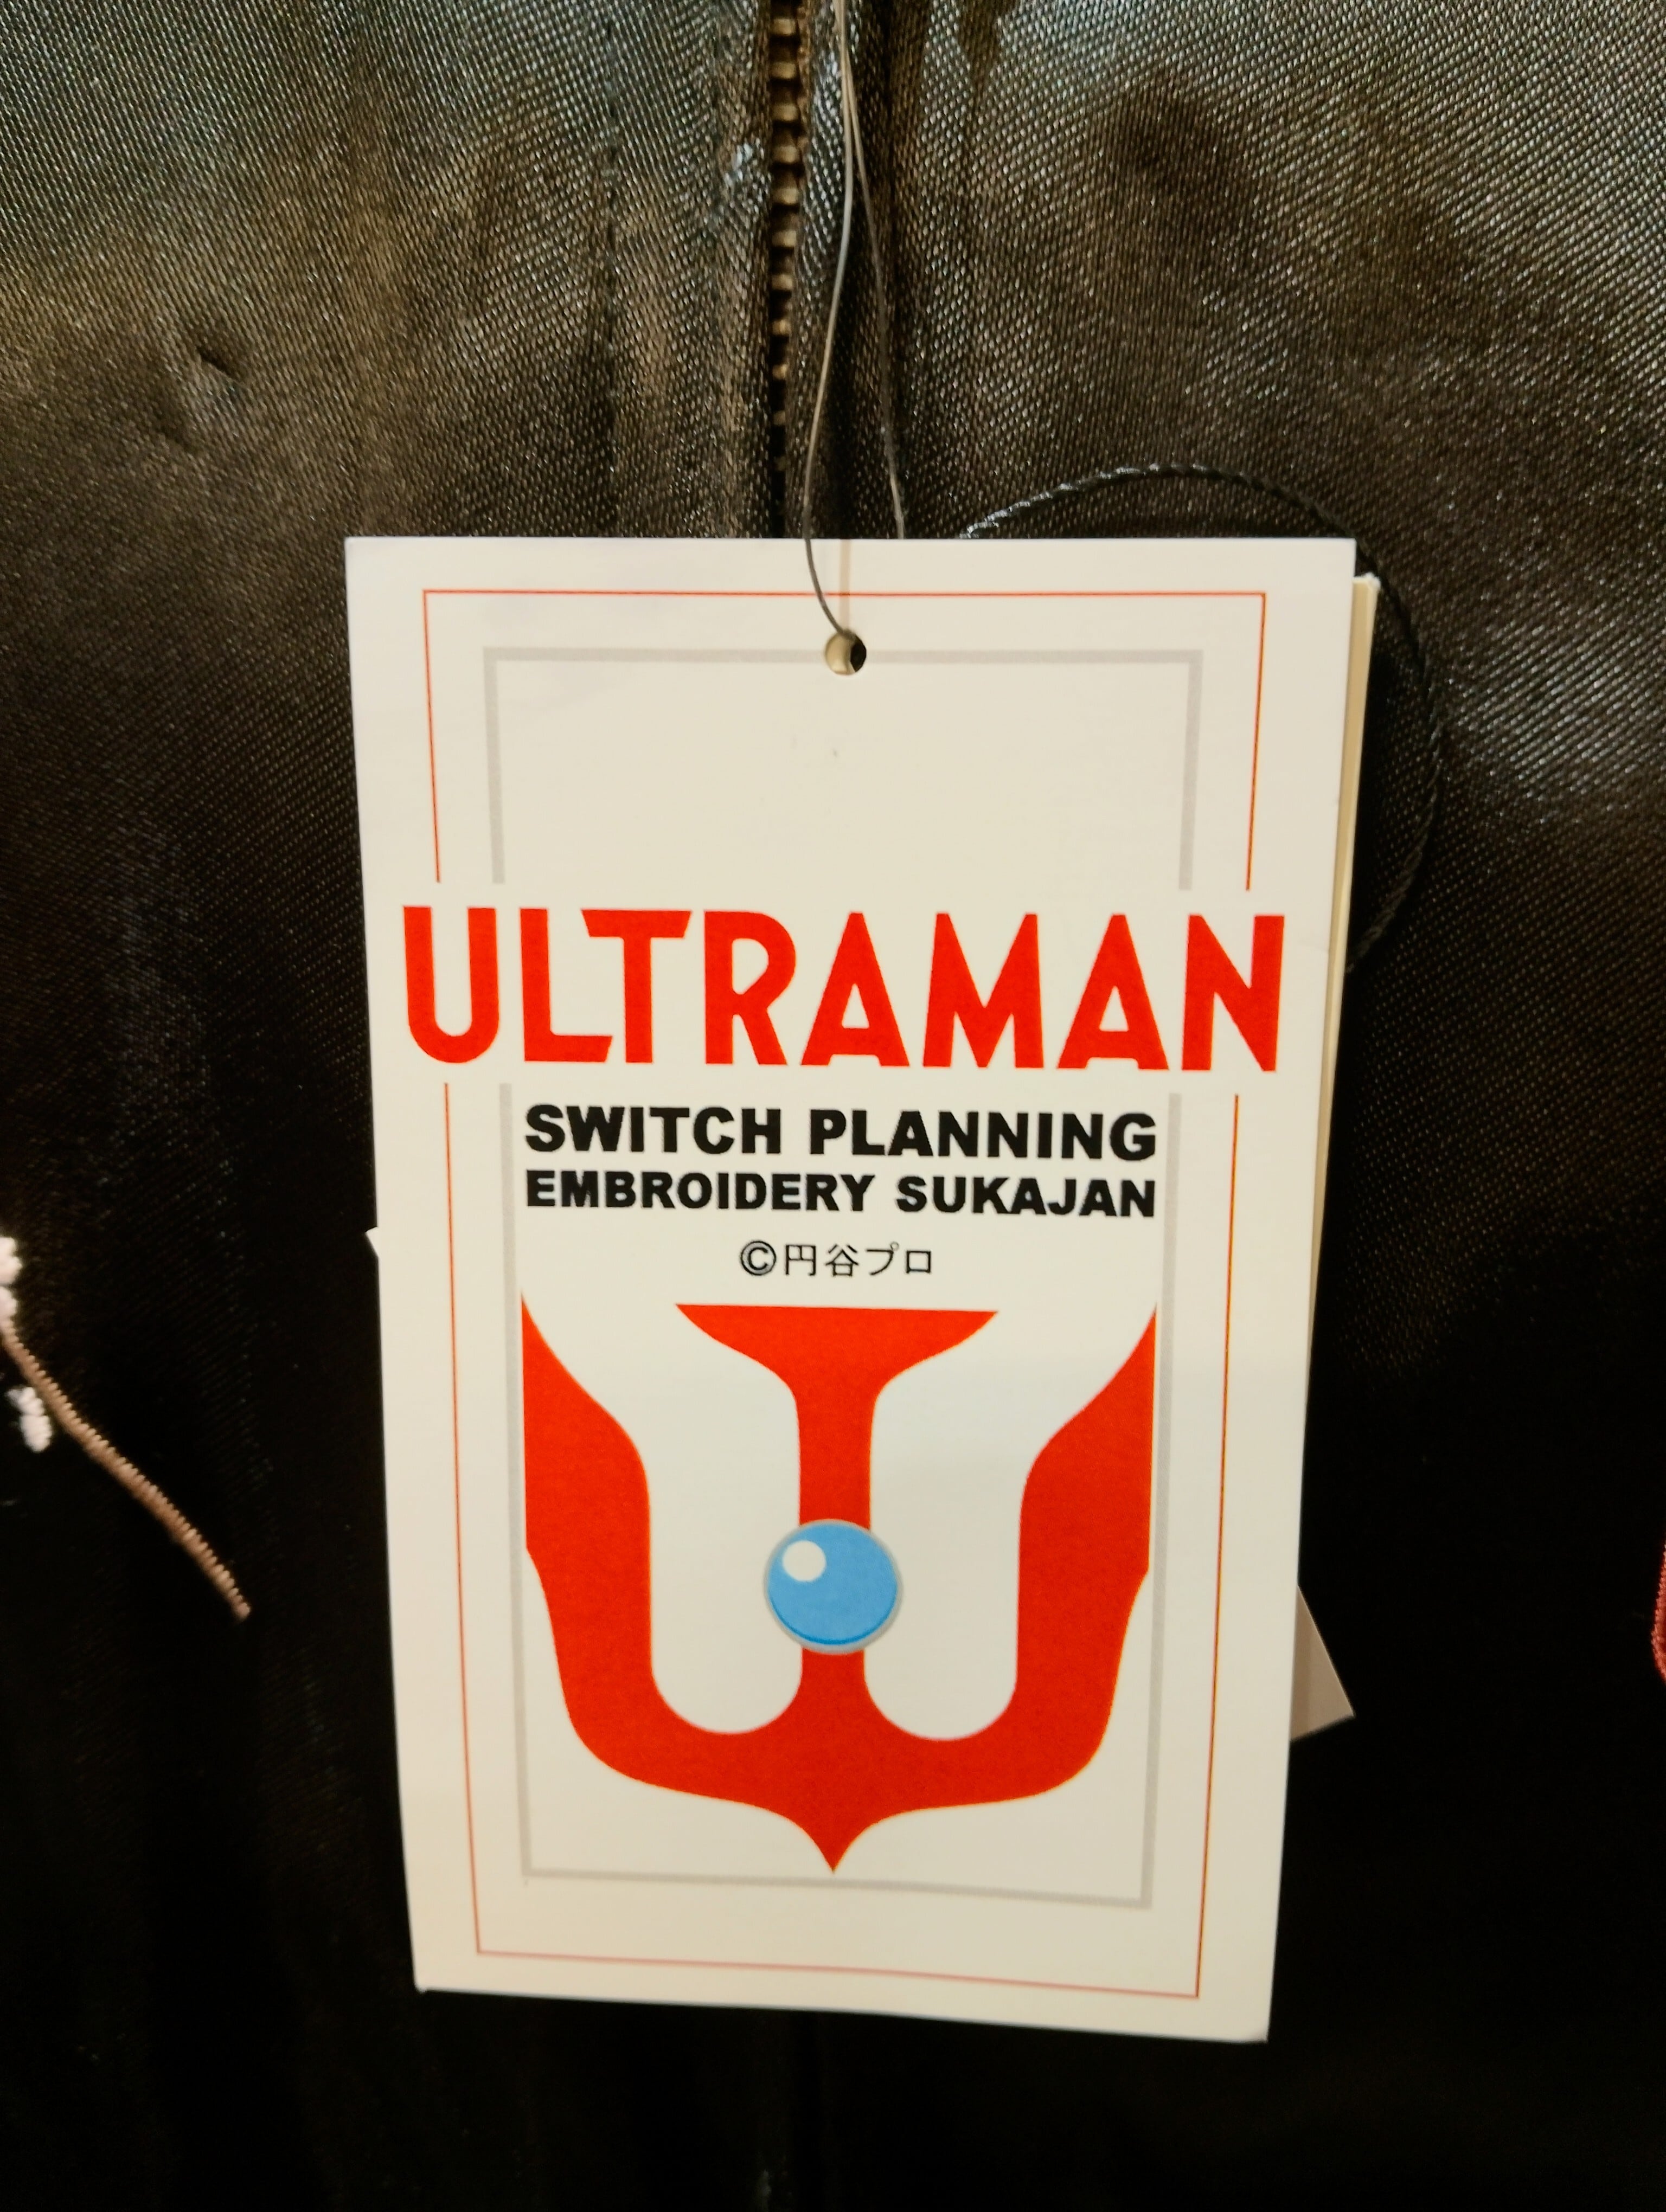 ULTRAMAN
SWITCH PLANNING
EMBROIDERY SUKAJAN
©円谷プロ